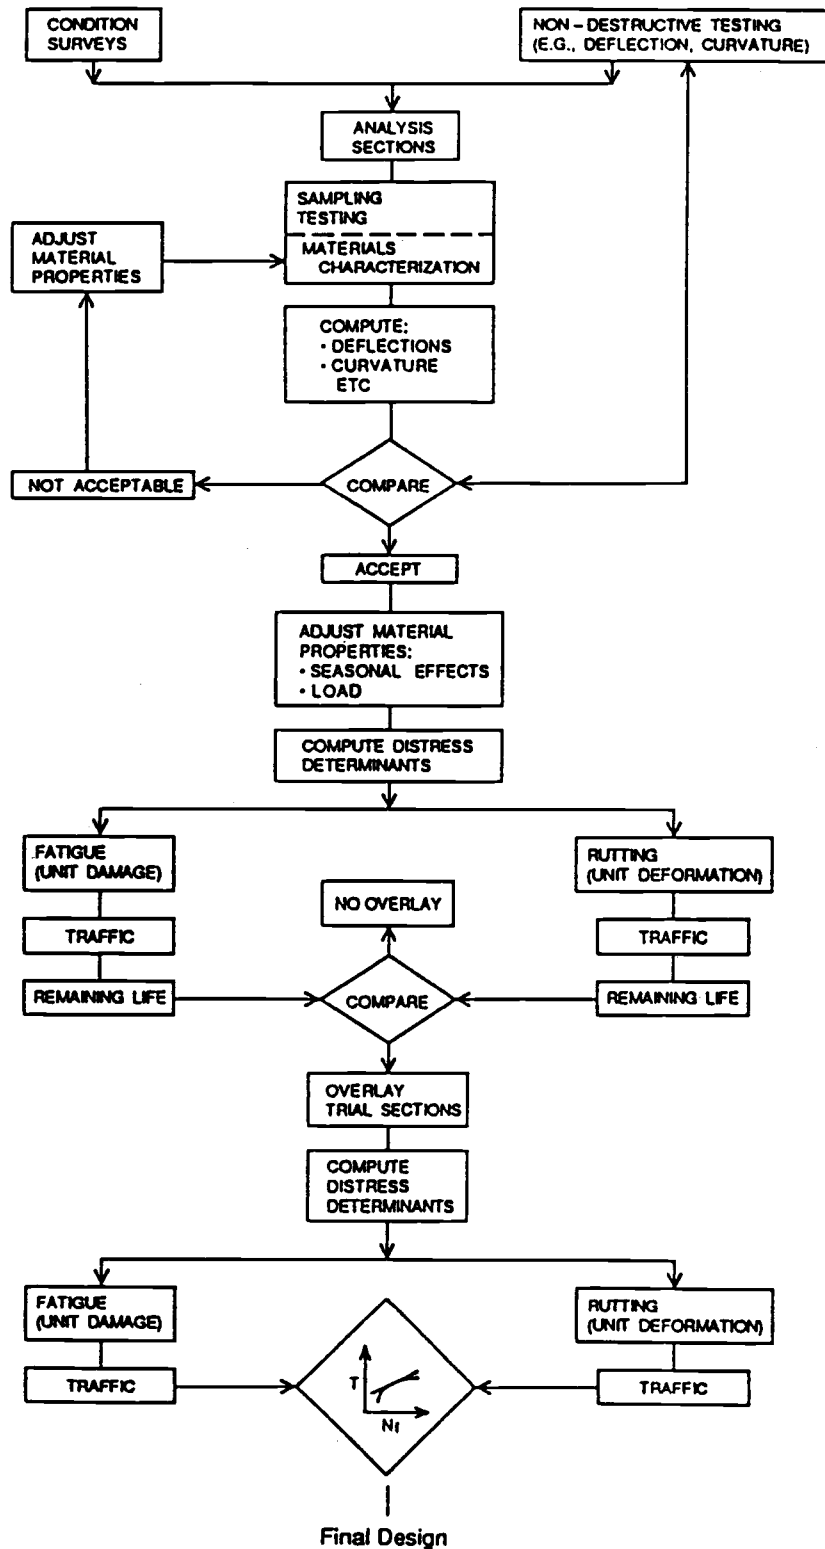 CONDITION
SURVEYS
NON-DESTRUCTIVE TESTING
(E.G., DEFLECTION, CURVATURE)
ANALYSIS
SECTIONS
SAMPLING
TESTING
MATERIALS
CHARACTERIZATION
ADJUST
MATERIAL
PROPERTIES
COMPUTE:
• DEFLECTIONS
• CURVATURE
ETC
NOT ACCEPTABLE
COMPARE
ACCEPT
ADJUST MATERIAL
PROPERTIES:
• SEASONAL EFFECTS
• LOAD
COMPUTE DISTRESS
DETERMINANTS
FATIGUE
(UNIT DAMAGE)
RUTTING
(UNIT DEFORMATION)
NO OVERLAY
TRAFFIC
TRAFFIC
REMAINING LIFE
COMPARE
REMAINING LIFE
OVERLAY
TRIAL SECTIONS
COMPUTE
DISTRESS
DETERMINANTS
FATIGUE
(UNIT DAMAGE)
RUTTING
(UNIT DEFORMATION)
TRAFFIC
T
Nf
TRAFFIC
Final Design